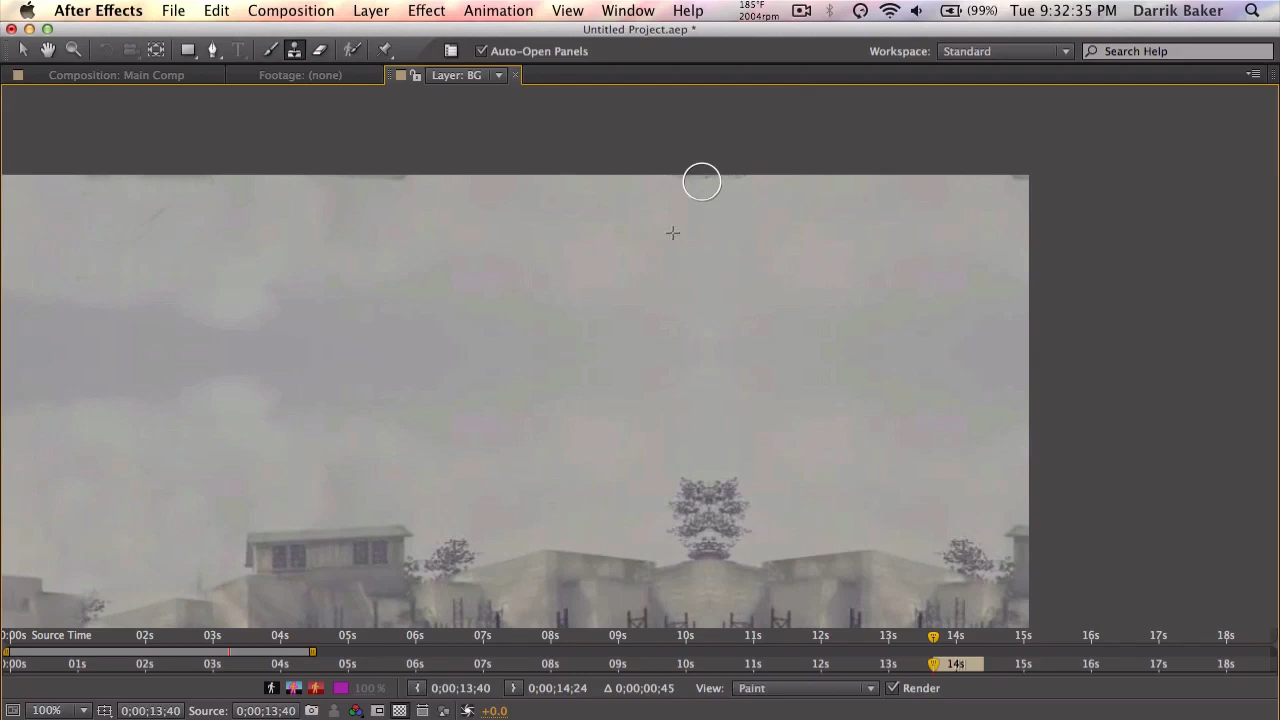 After Effects File Edit Composition Layer Effect Animation View Window Help 185°F 2004rpm (99%) Tue 9:32:35 PM Darrik Baker
Untitled Project.aep *
T Auto-Open Panels Workspace: Standard Search Help
Composition: Main Comp Footage: (none) Layer: BG
0:00s Source Time 02s 03s 04s 05s 06s 07s 08s 09s 10s 11s 12s 13s 14s 15s 16s 17s 18s
0:00s 01s 02s 03s 04s 05s 06s 07s 08s 09s 10s 11s 12s 13s 14s 15s 16s 17s 18s
100 % 0;00;13;40 0;00;14;24 Δ 0;00;00;45 View: Paint Render
100% 0;00;13;40 Source: 0;00;13;40 +0.0